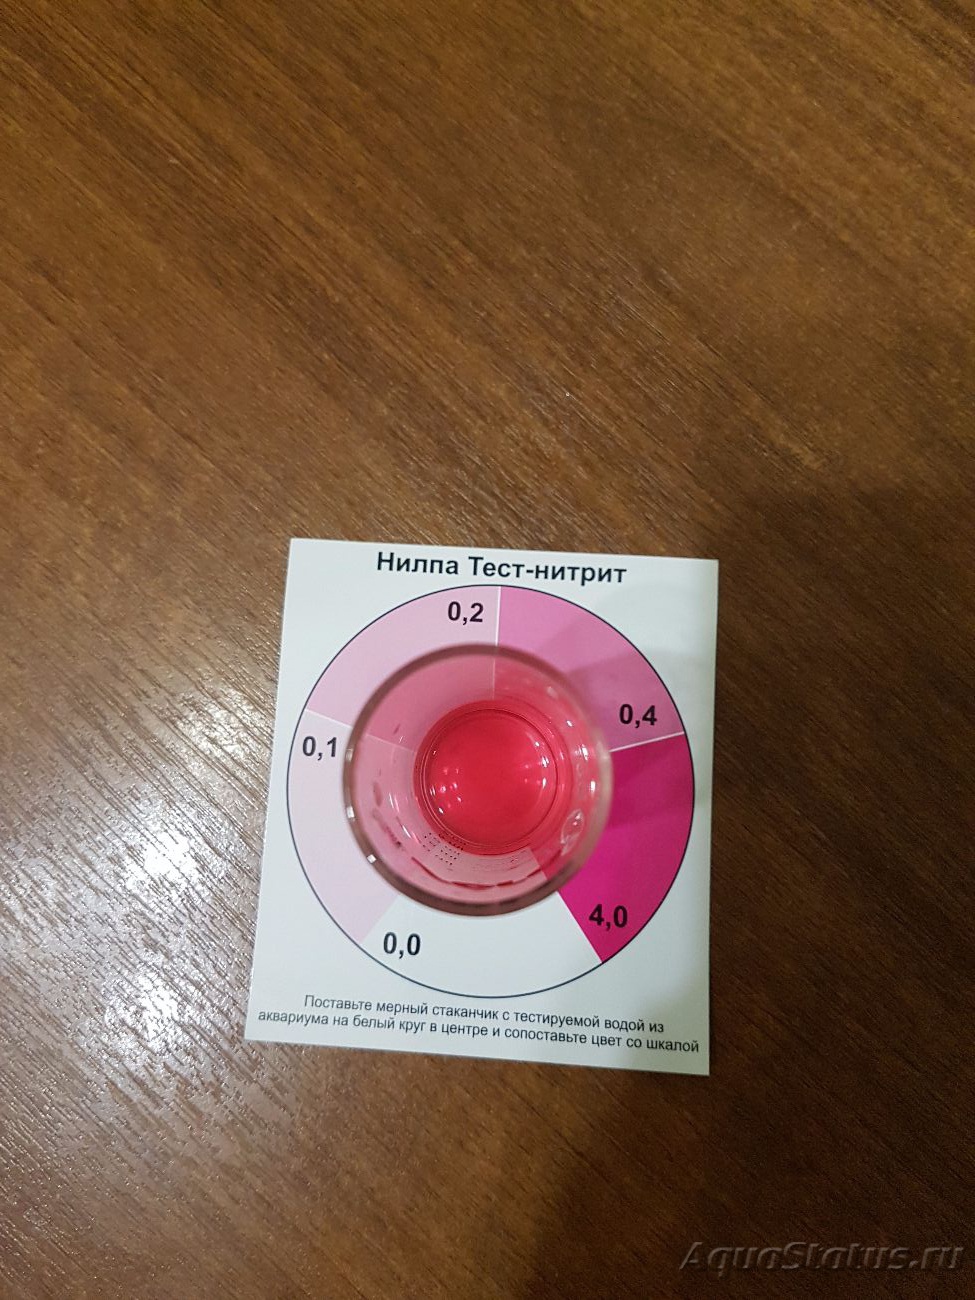 Нилпа Тест-нитрит
0,2
0,4
0,1
4,0
0,0
Поставьте мерный стаканчик с тестируемой водой из
аквариума на белый круг в центре и сопоставьте цвет со шкалой
AquaStatus.ru